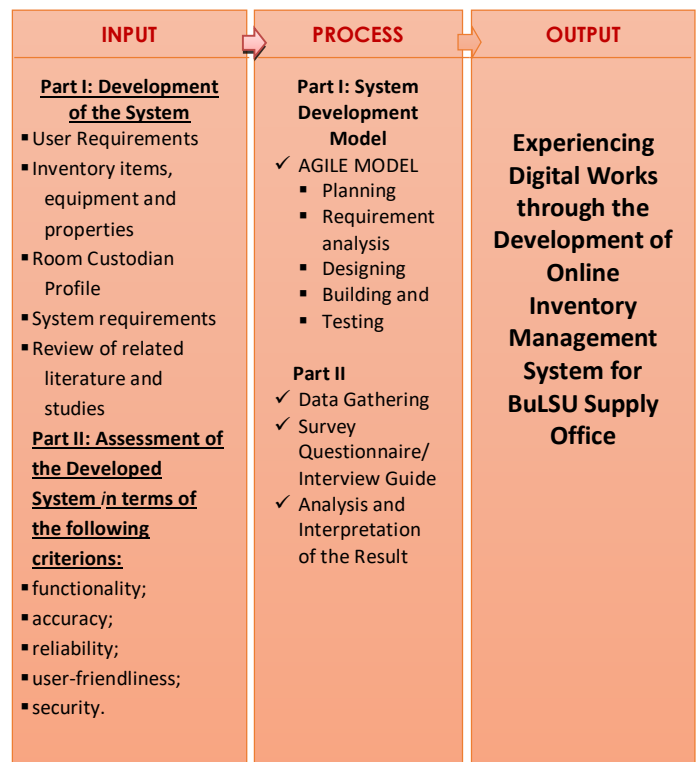 INPUT
Part I: Development
of the System
▪ User Requirements
▪ Inventory items,
equipment and
properties
▪ Room Custodian
Profile
▪ System requirements
▪ Review of related
literature and
studies
Part II: Assessment of
the Developed
System in terms of
the following
criterions:
▪ functionality;
▪ accuracy;
▪ reliability;
▪ user-friendliness;
▪ security.
PROCESS
Part I: System
Development
Model
✓ AGILE MODEL
▪ Planning
▪ Requirement
analysis
▪ Designing
▪ Building and
▪ Testing
Part II
✓ Data Gathering
✓ Survey
Questionnaire/
Interview Guide
✓ Analysis and
Interpretation
of the Result
OUTPUT
Experiencing
Digital Works
through the
Development of
Online
Inventory
Management
System for
BuLSU Supply
Office